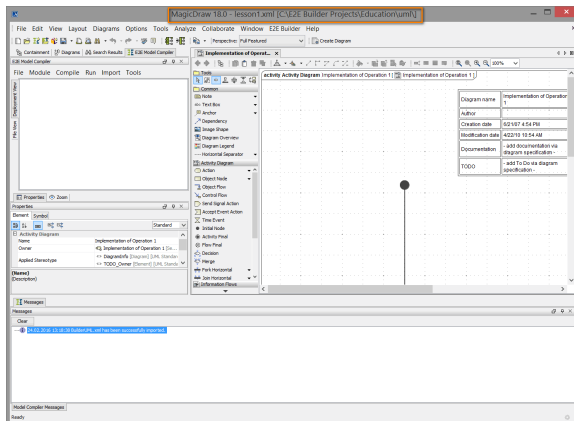 MagicDraw 18.0 - lesson1.xml [C:\E2E Builder Projects\Education\uml\]
File Edit View Layout Diagrams Options Tools Analyze Collaborate Window E2E Builder Help
Perspective: Full Featured Create Diagram
Containment Diagrams Search Results E2E Model Compiler
E2E Model Compiler
File Module Compile Run Import Tools
Deployment View
File View
Properties Zoom
Properties
Element Symbol
Standard
Activity Diagram
Name Implementation of Operation 1
Owner Implementation of Operation 1 [Se...
Applied Stereotype
DiagramInfo [Diagram] [UML Standar
TODO_Owner [Element] [UML Standa
(Name)
(Description)
Implementation of Operat...
100%
Tools
Common
Note
Text Box
Anchor
Dependency
Image Shape
Diagram Overview
Diagram Legend
Horizontal Separator
Activity Diagram
Action
Object Node
Object Flow
Control Flow
Send Signal Action
Accept Event Action
Time Event
Initial Node
Activity Final
Flow Final
Decision
Merge
Fork Horizontal
Join Horizontal
Information Flows
activity Activity Diagram Implementation of Operation 1[ Implementation of Operation 1 ]
Diagram name Implementation of Operation 1
Author
Creation date 6/21/07 4:54 PM
Modification date 4/22/10 10:54 AM
Documentation - add documentation via diagram specification -
TODO - add To Do via diagram specification -
Messages
Messages
Clear
Model Compiler Messages
Ready